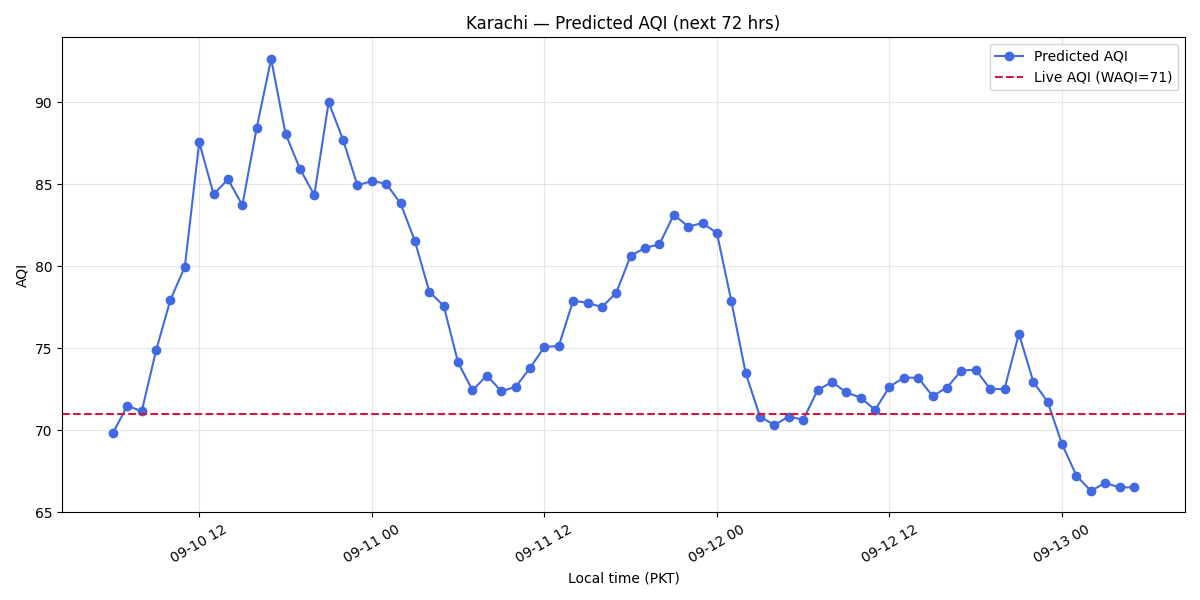 Karachi — Predicted AQI (next 72 hrs)
Predicted AQI
Live AQI (WAQI=71)
AQI
90
85
80
75
70
65
09-10 12
09-11 00
09-11 12
09-12 00
09-12 12
09-13 00
Local time (PKT)